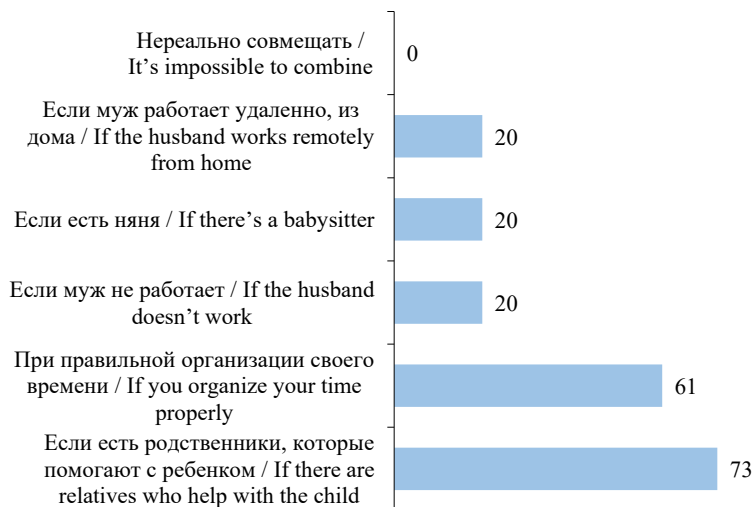 Нереально совмещать /
It's impossible to combine
0
Если муж работает удаленно, из
дома / If the husband works remotely
from home
20
Если есть няня / If there’s a babysitter
20
Если муж не работает / If the husband
doesn’t work
20
При правильной организации своего
времени / If you organize your time
properly
61
Если есть родственники, которые
помогают с ребенком / If there are
relatives who help with the child
73